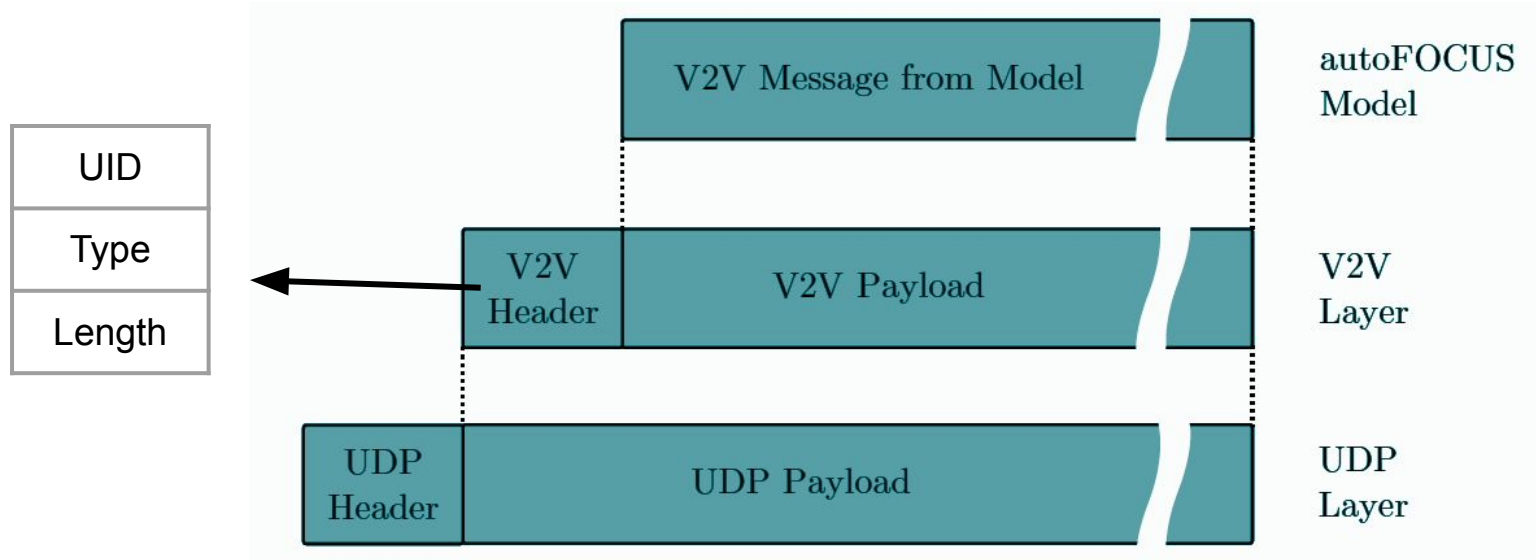 UID
Type
Length
V2V Message from Model
autoFOCUS
Model
V2V
Header
V2V Payload
V2V
Layer
UDP
Header
UDP Payload
UDP
Layer